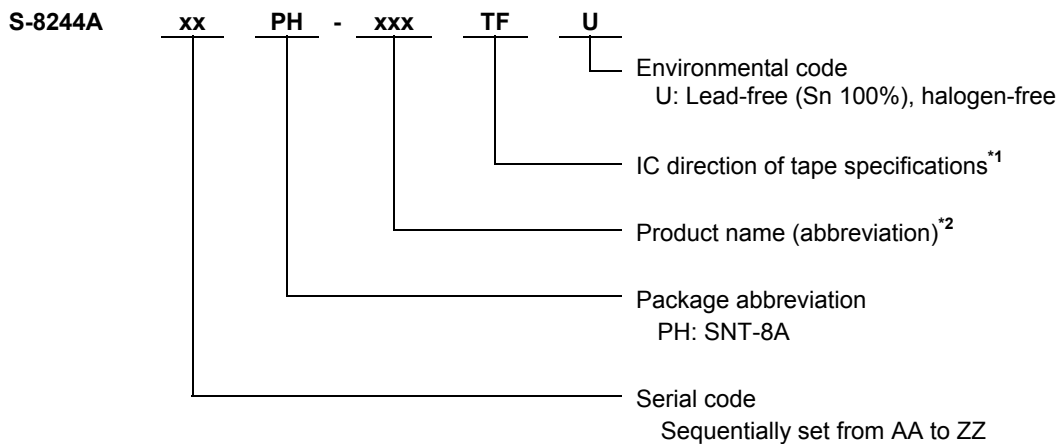 S-8244A xx PH - xxx TF U
Environmental code
U: Lead-free (Sn 100%), halogen-free
IC direction of tape specifications*1
Product name (abbreviation)*2
Package abbreviation
PH: SNT-8A
Serial code
Sequentially set from AA to ZZ